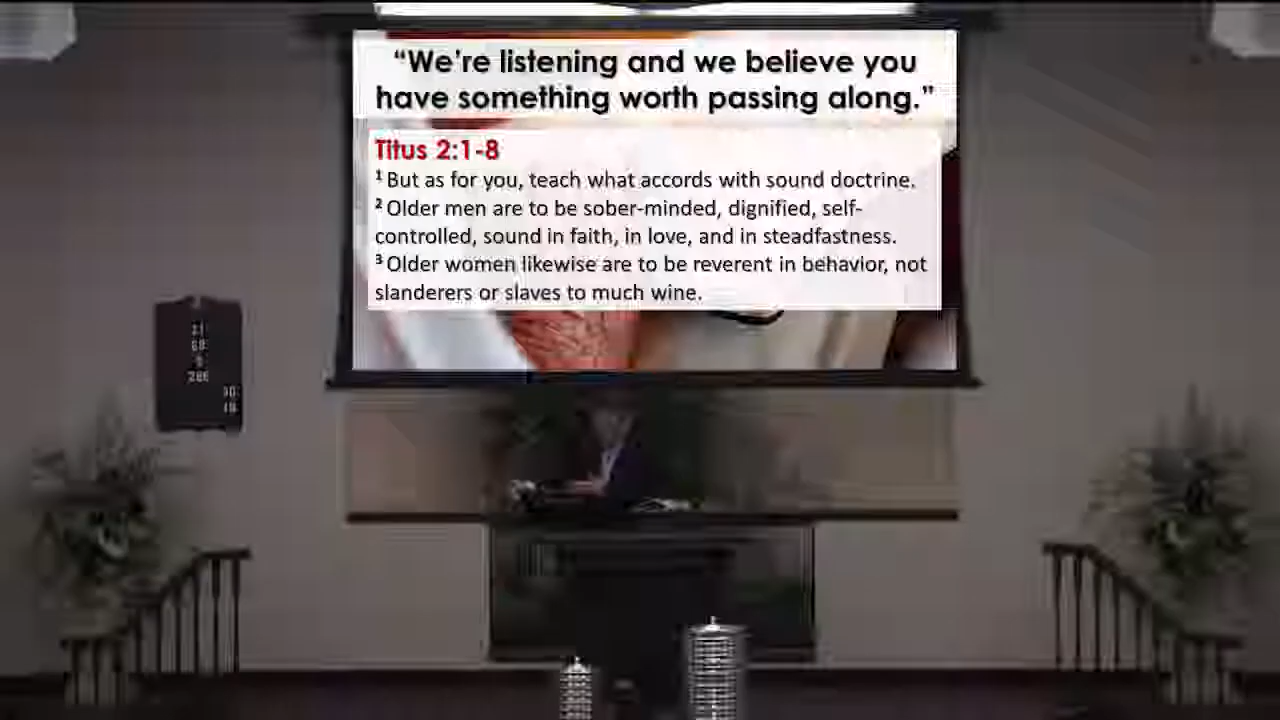 “We're listening and we believe you
have something worth passing along.”
Titus 2:1-8
¹ But as for you, teach what accords with sound doctrine.
² Older men are to be sober-minded, dignified, self-
controlled, sound in faith, in love, and in steadfastness.
³ Older women likewise are to be reverent in behavior, not
slanderers or slaves to much wine.